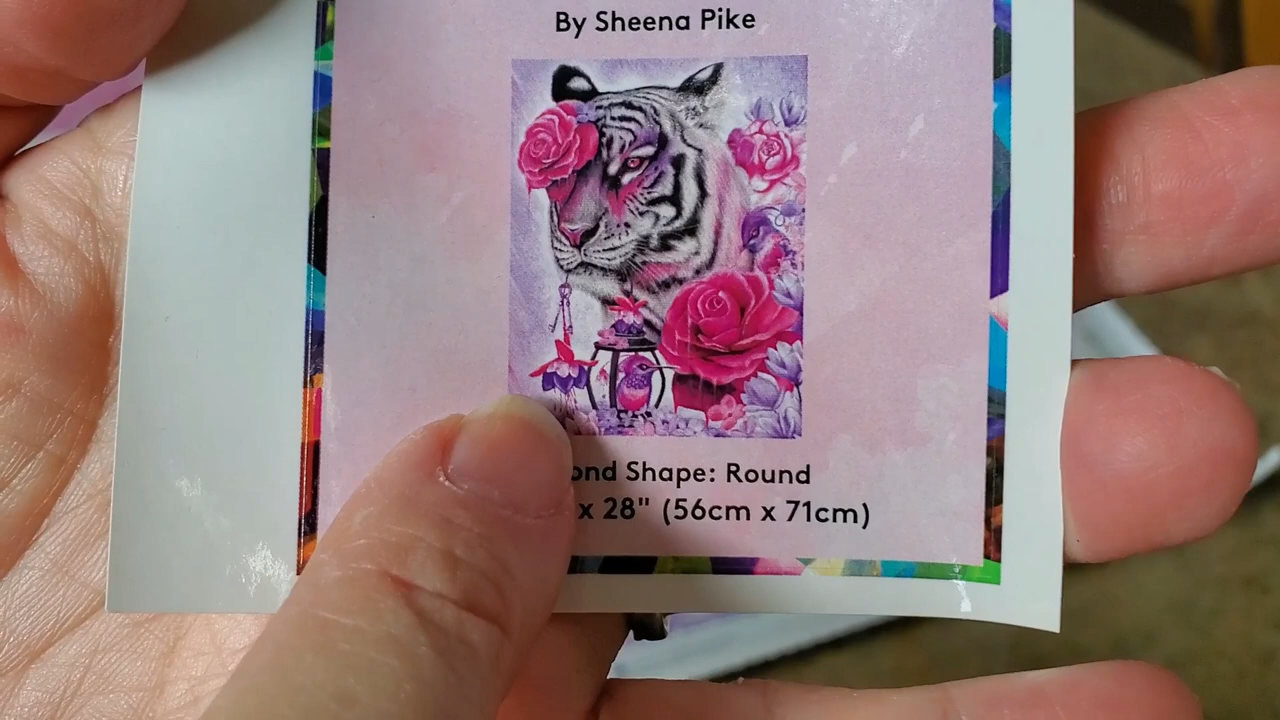 By Sheena Pike
ond Shape: Round
x 28" (56cm x 71cm)